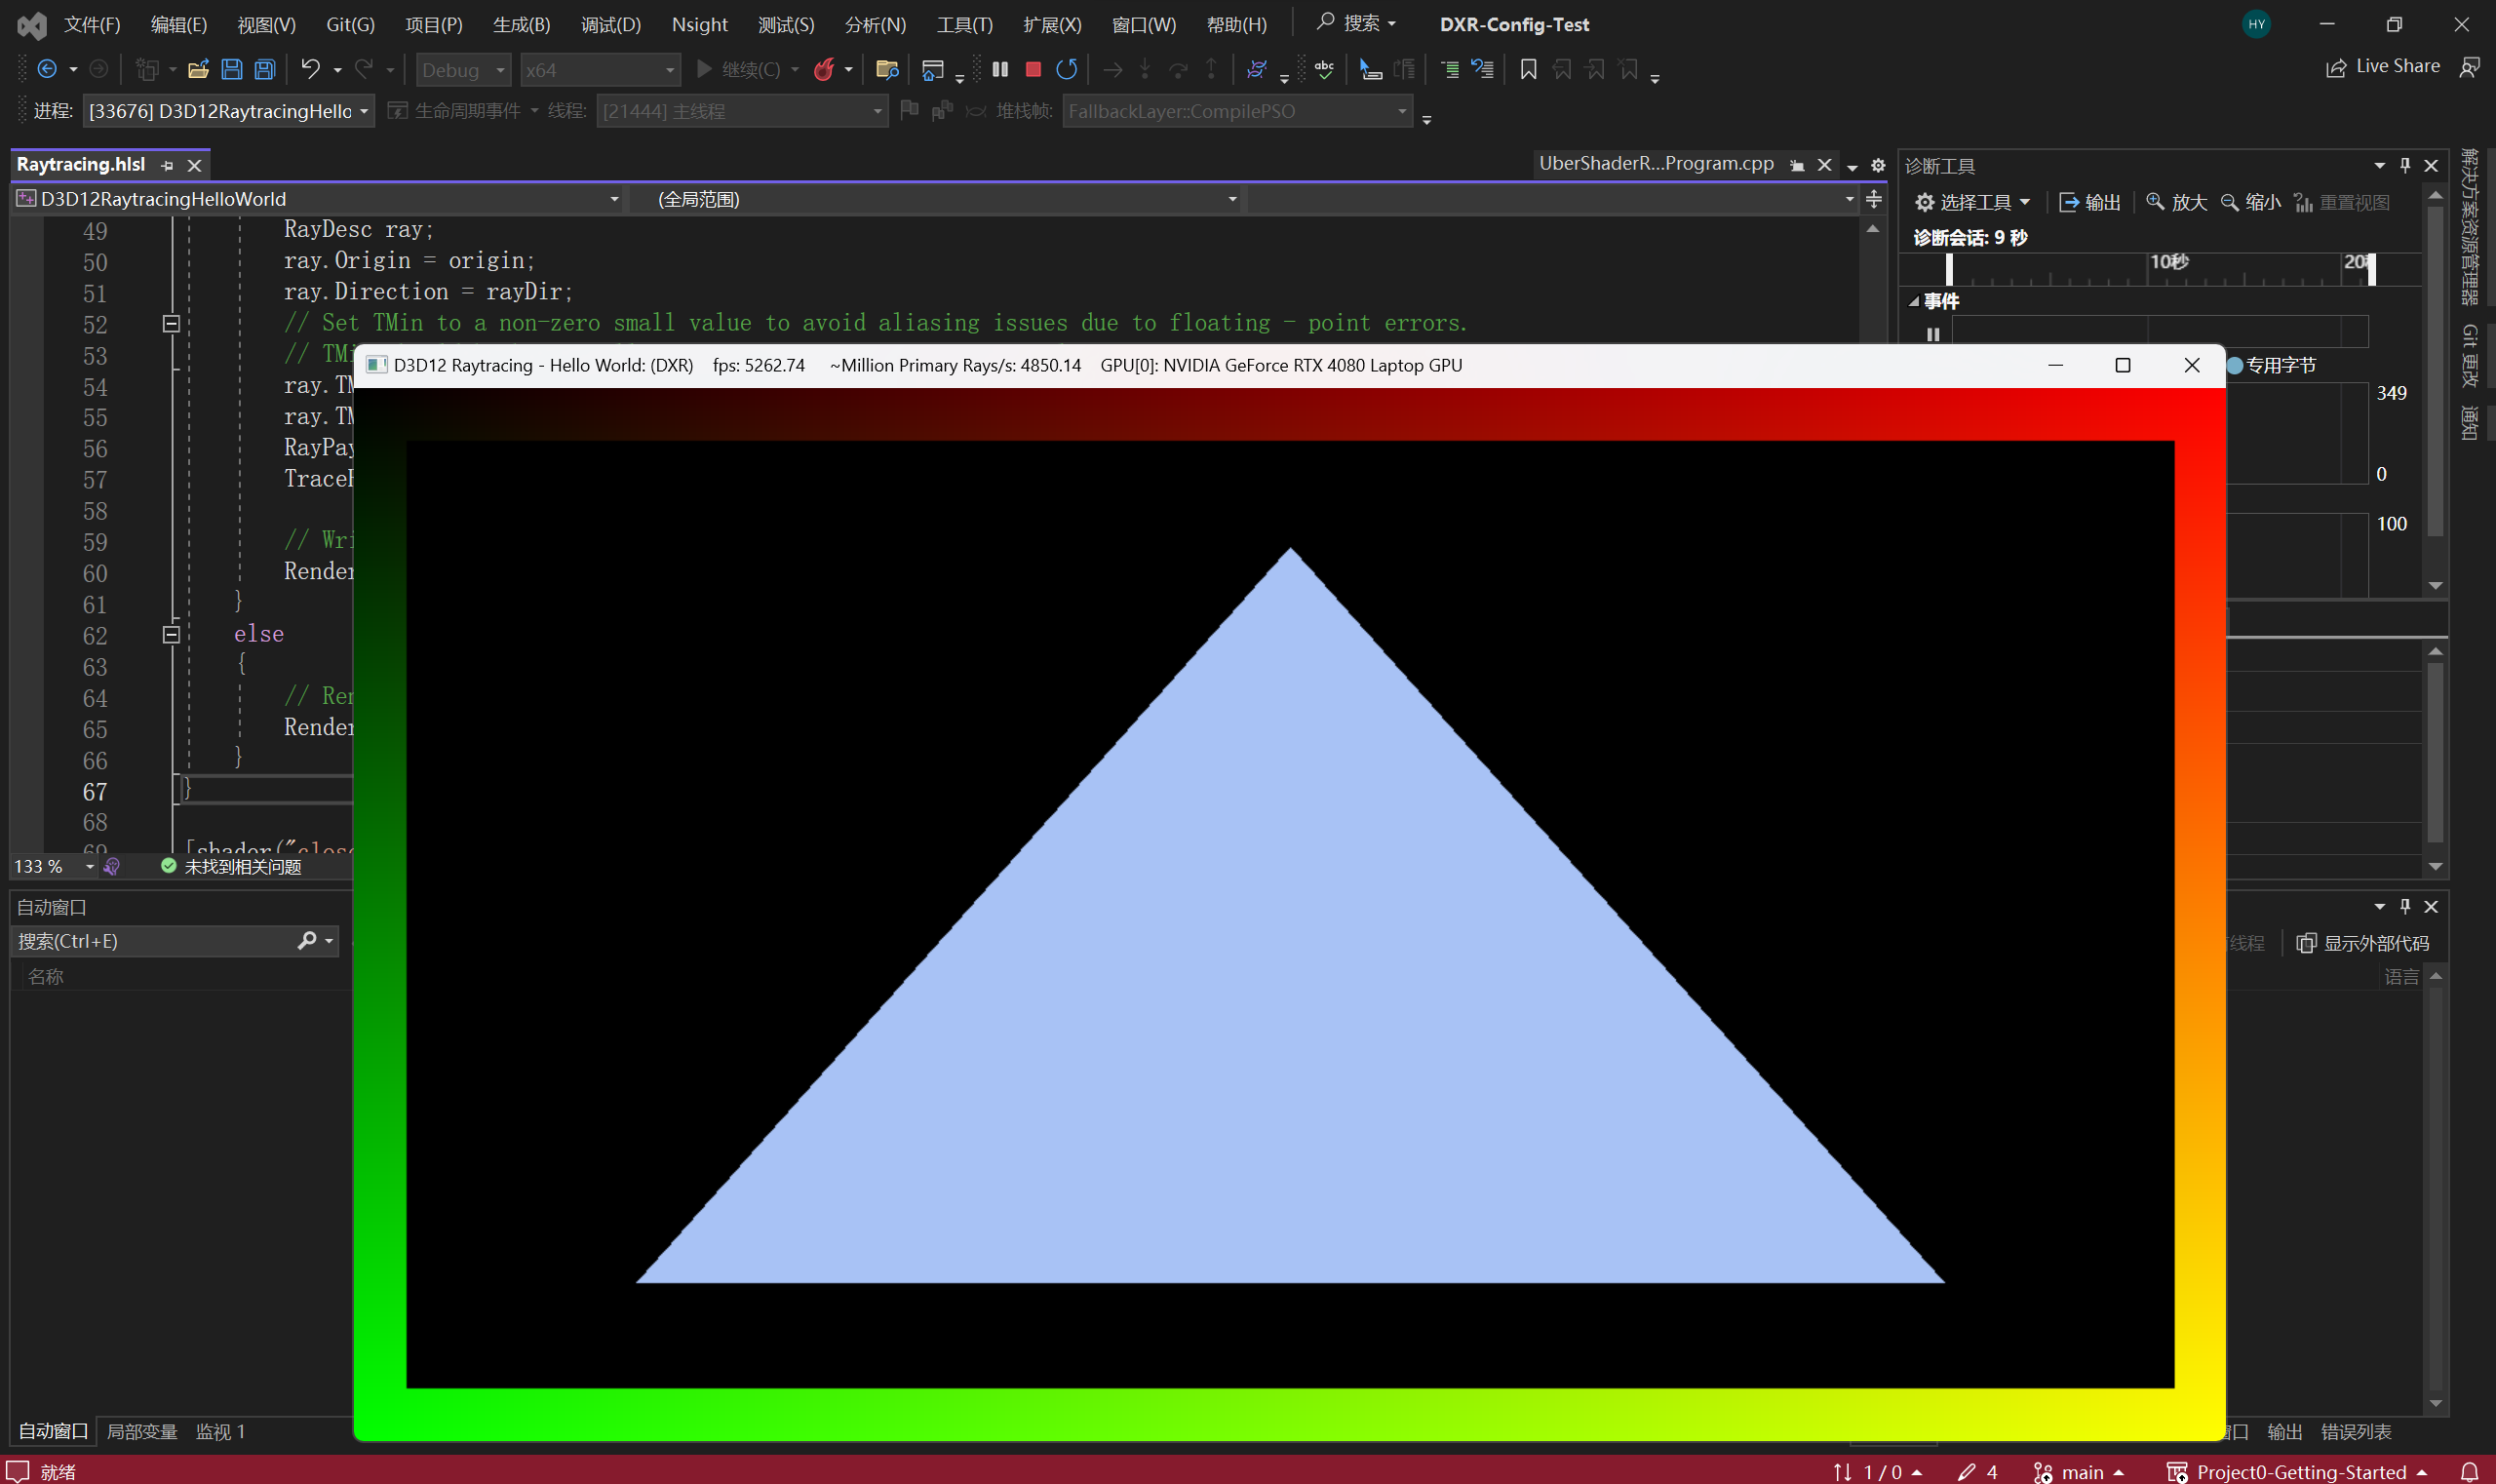 文件(F) 编辑(E) 视图(V) Git(G) 项目(P) 生成(B) 调试(D) Nsight 测试(S) 分析(N) 工具(T) 扩展(X) 窗口(W) 帮助(H) 搜索 DXR-Config-Test HY
Debug x64 继续(C) abc Live Share
进程: [33676] D3D12RaytracingHello 生命周期事件 线程: [21444] 主线程 堆栈帧: FallbackLayer::CompilePSO
Raytracing.hlsl UberShaderR...Program.cpp
D3D12RaytracingHelloWorld (全局范围)
49 RayDesc ray;
50 ray.Origin = origin;
51 ray.Direction = rayDir;
52 // Set TMin to a non-zero small value to avoid aliasing issues due to floating - point errors.
53 // TMi
54 ray.TM
55 ray.TM
56 RayPay
57 Trace
58
59 // Wri
60 Render
61 }
62 else
63 {
64 // Ren
65 Render
66 }
67 }
68
69 [shader("close
133 % 未找到相关问题
诊断工具
选择工具 输出 放大 缩小 重置视图
诊断会话: 9 秒
10秒 20
事件
专用字节
349
0
100
解决方案资源管理器
Git 更改
通知
D3D12 Raytracing - Hello World: (DXR) fps: 5262.74 ~Million Primary Rays/s: 4850.14 GPU[0]: NVIDIA GeForce RTX 4080 Laptop GPU
自动窗口
搜索(Ctrl+E)
名称
线程 显示外部代码
语言
自动窗口 局部变量 监视 1
口 输出 错误列表
就绪 1 / 0 4 main Project0-Getting-Started